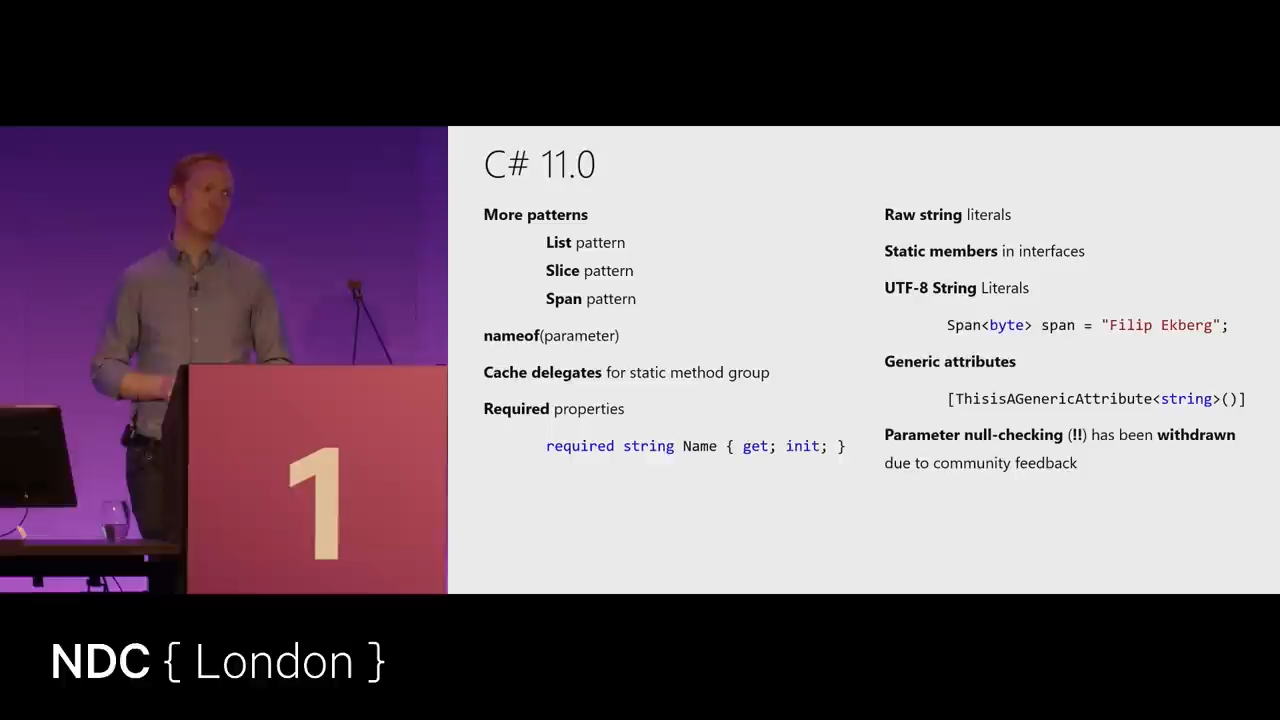 C# 11.0
More patterns
List pattern
Slice pattern
Span pattern
nameof(parameter)
Cache delegates for static method group
Required properties
required string Name { get; init; }
Raw string literals
Static members in interfaces
UTF-8 String Literals
Span<byte> span = "Filip Ekberg";
Generic attributes
[ThisisAGenericAttribute<string>()]
Parameter null-checking (!!) has been withdrawn
due to community feedback
1
NDC { London }